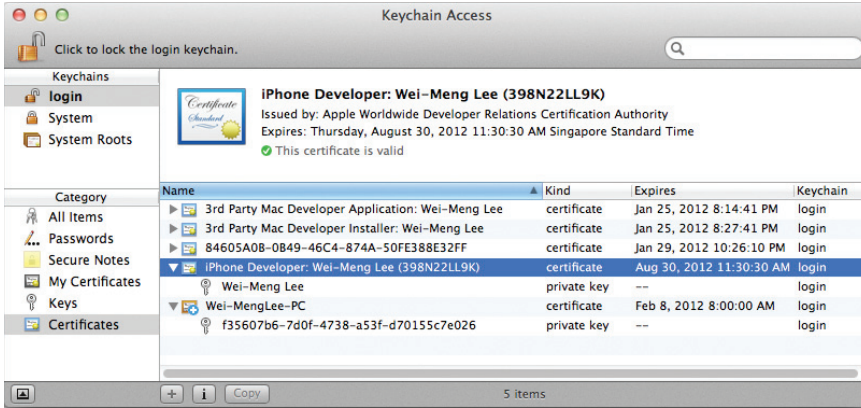 Keychain Access
Click to lock the login keychain.
Keychains
login
System
System Roots
Certificate
Standard
iPhone Developer: Wei-Meng Lee (398N22LL9K)
Issued by: Apple Worldwide Developer Relations Certification Authority
Expires: Thursday, August 30, 2012 11:30:30 AM Singapore Standard Time
This certificate is valid
Category
All Items
Passwords
Secure Notes
My Certificates
Keys
Certificates
Name Kind Expires Keychain
3rd Party Mac Developer Application: Wei-Meng Lee certificate Jan 25, 2012 8:14:41 PM login
3rd Party Mac Developer Installer: Wei-Meng Lee certificate Jan 25, 2012 8:27:41 PM login
84605A0B-0B49-46C4-874A-50FE388E32FF certificate Jan 29, 2012 10:26:10 PM login
iPhone Developer: Wei-Meng Lee (398N22LL9K) certificate Aug 30, 2012 11:30:30 AM login
Wei-Meng Lee private key -- login
Wei-MengLee-PC certificate Feb 8, 2012 8:00:00 AM login
f35607b6-7d0f-4738-a53f-d70155c7e026 private key -- login
+ i Copy 5 items